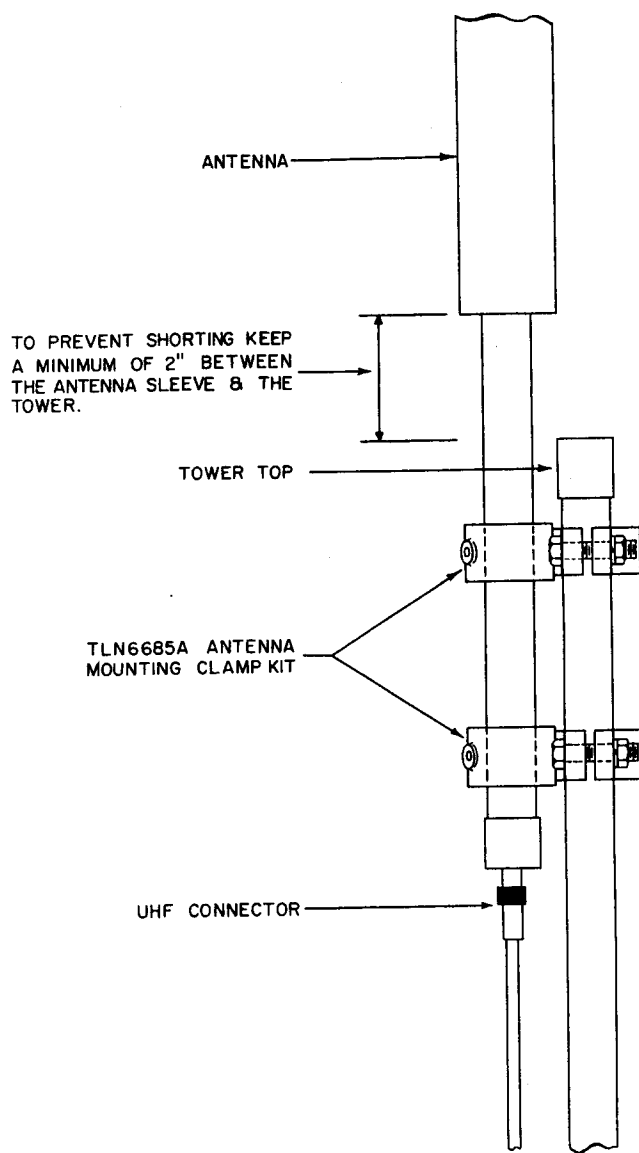 ANTENNA
TO PREVENT SHORTING KEEP
A MINIMUM OF 2" BETWEEN
THE ANTENNA SLEEVE & THE
TOWER.
TOWER TOP
TLN6685A ANTENNA
MOUNTING CLAMP KIT
UHF CONNECTOR